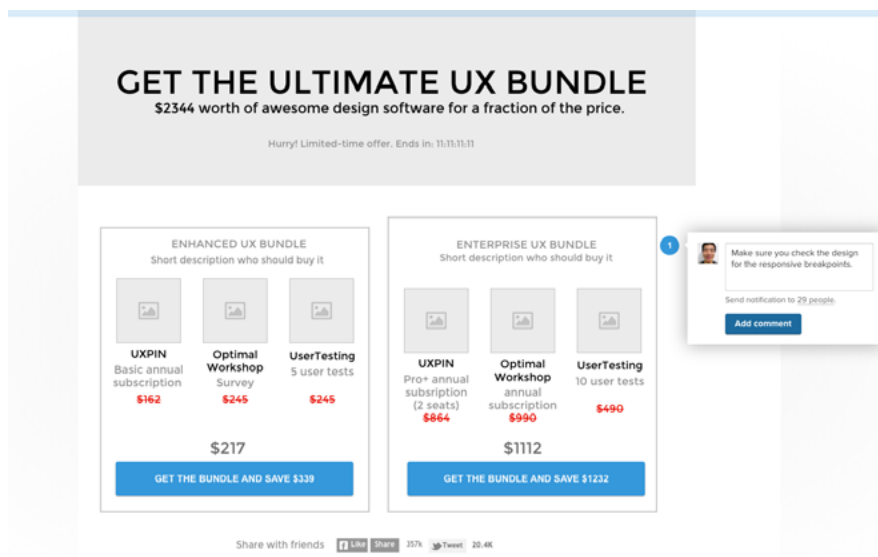 GET THE ULTIMATE UX BUNDLE
$2344 worth of awesome design software for a fraction of the price.
Hurry! Limited-time offer. Ends in: 11:11:11:11
ENHANCED UX BUNDLE
Short description who should buy it
UXPIN
Basic annual
subscription
$162
Optimal
Workshop
Survey
$245
UserTesting
5 user tests
$245
$217
GET THE BUNDLE AND SAVE $339
ENTERPRISE UX BUNDLE
Short description who should buy it
UXPIN
Pro+ annual
subsription
(2 seats)
$864
Optimal
Workshop
annual
subscription
$990
UserTesting
10 user tests
$490
$1112
GET THE BUNDLE AND SAVE $1232
1
Make sure you check the design
for the responsive breakpoints.
Send notification to 29 people.
Add comment
Share with friends f Like Share 357k Tweet 20.4K